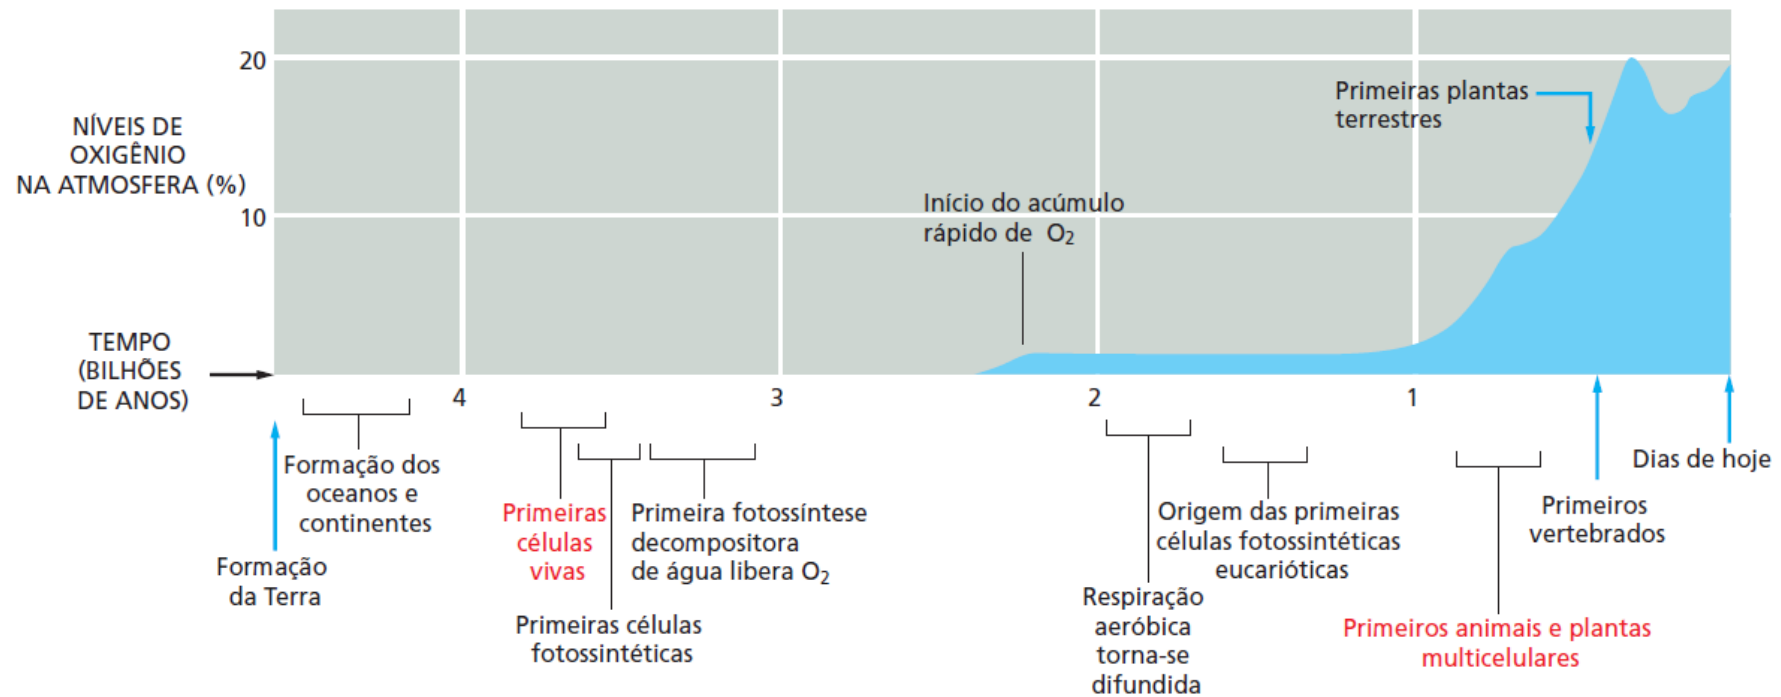 20
NÍVEIS DE
OXIGÊNIO
NA ATMOSFERA (%)
10
Primeiras plantas
terrestres
Início do acúmulo
rápido de O₂
TEMPO
(BILHÕES
DE ANOS)
4
3
2
1
Formação
da Terra
Formação dos
oceanos e
continentes
Primeiras
células
vivas
Primeiras células
fotossintéticas
Primeira fotossíntese
decompositora
de água libera O₂
Respiração
aeróbica
torna-se
difundida
Origem das primeiras
células fotossintéticas
eucarióticas
Primeiros animais e plantas
multicelulares
Primeiros
vertebrados
Dias de hoje